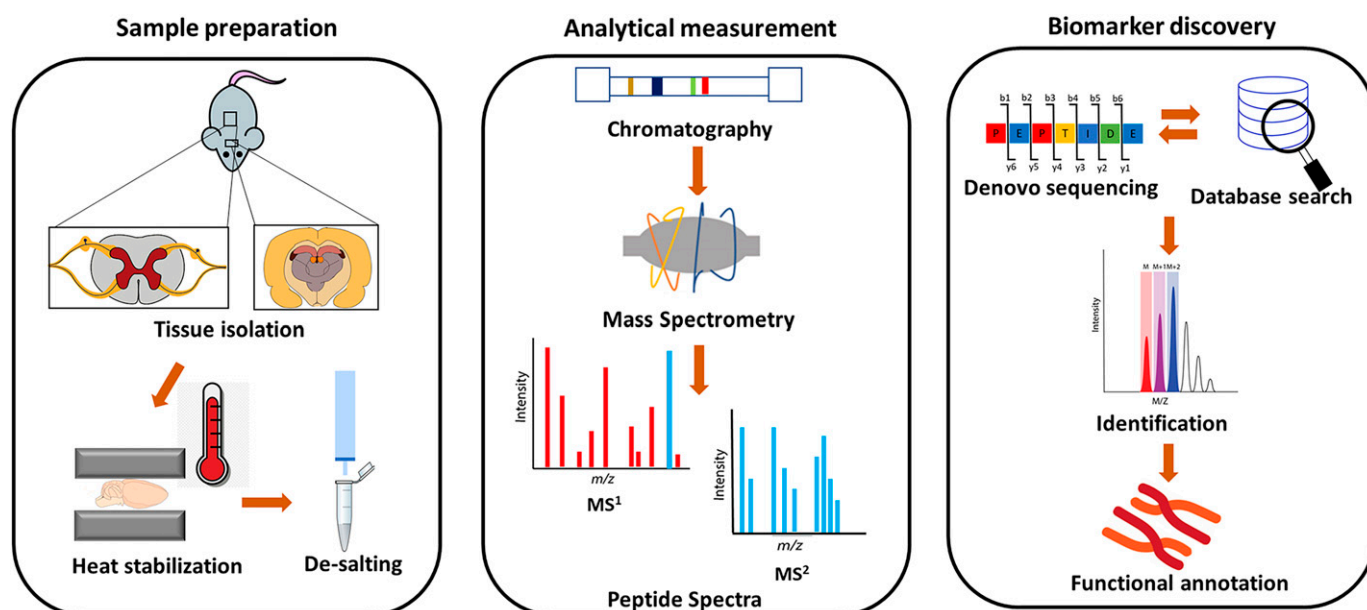 Sample preparation
Tissue isolation
Heat stabilization
De-salting
Analytical measurement
Chromatography
Mass Spectrometry
Intensity
m/z
MS¹
Intensity
m/z
MS²
Peptide Spectra
Biomarker discovery
b1 b2 b3 b4 b5 b6
P E P T I D E
y6 y5 y4 y3 y2 y1
Denovo sequencing
Database search
M M+1 M+2
Intensity
M/Z
Identification
Functional annotation